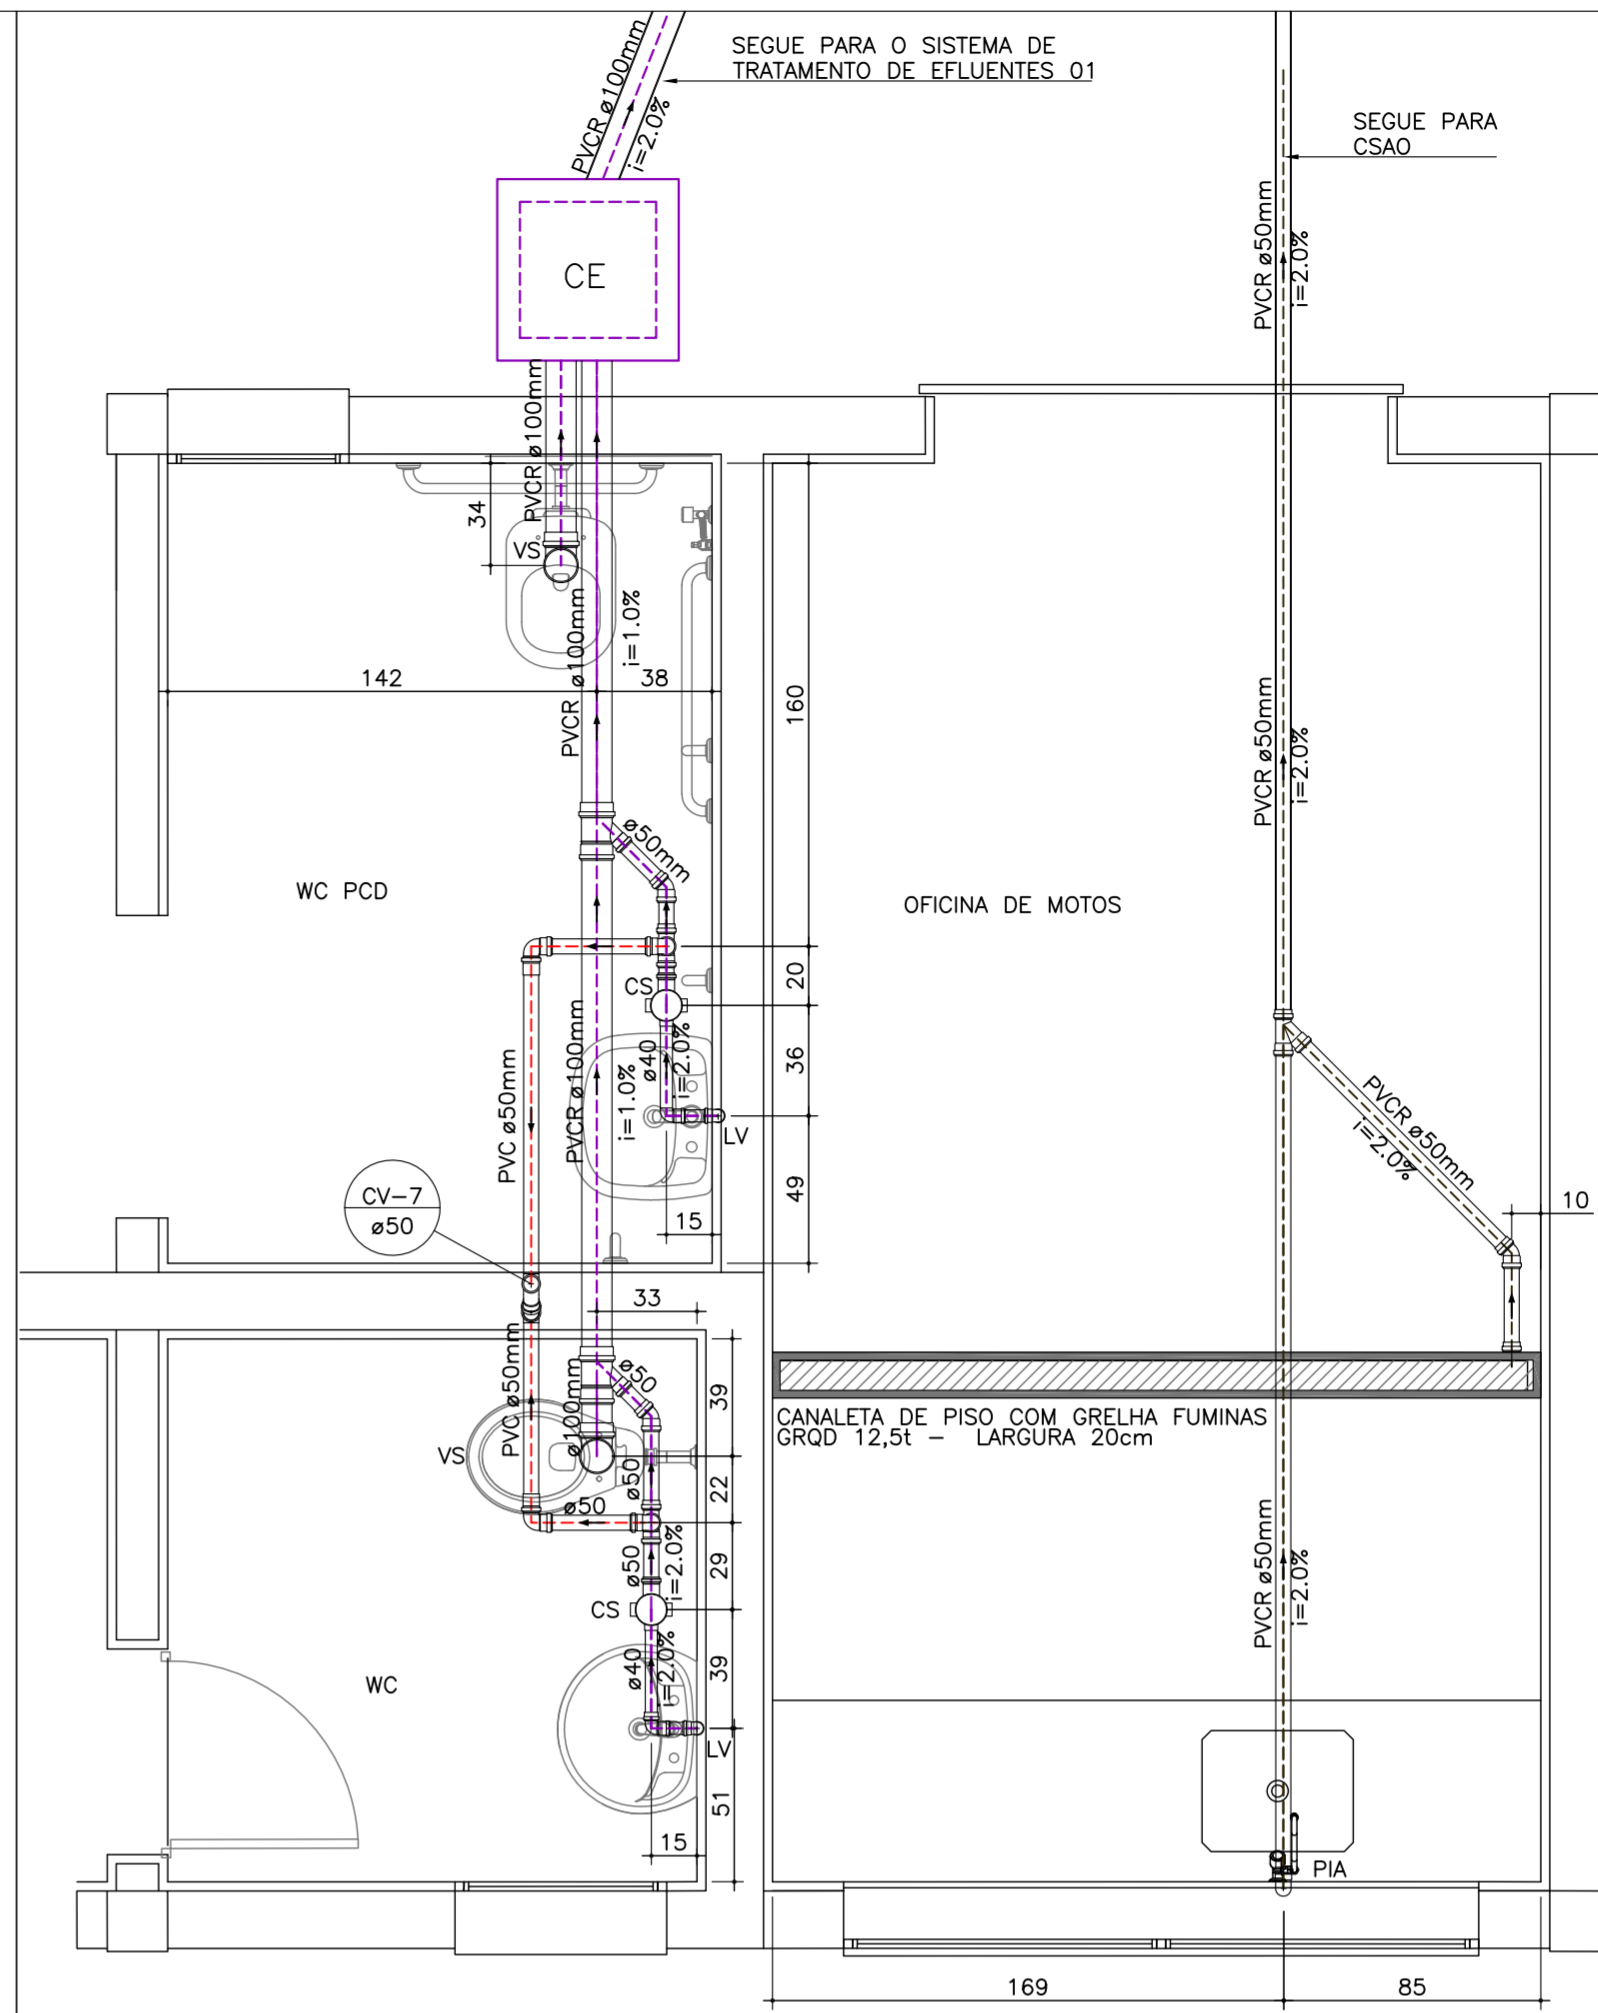 SEGUE PARA O SISTEMA DE
TRATAMENTO DE EFLUENTES 01
PVCR ø100mm
i=2.0%
SEGUE PARA
CSAO
PVCR ø50mm
i=2.0%
CE
PVCR ø100mm
34
VS
PVCR ø100mm
i=1.0%
142
38
160
PVCR ø50mm
i=2.0%
ø50mm
WC PCD
OFICINA DE MOTOS
20
CS
PVC ø50mm
PVCR ø100mm
i=1.0%
ø40
i=2.0%
36
LV
PVCR ø50mm
i=2.0%
49
CV-7
ø50
15
10
33
PVC ø50mm
ø100mm
ø50
39
CANALETA DE PISO COM GRELHA FUMINAS
GRQD 12,5t - LARGURA 20cm
VS
ø50
22
ø50
ø50
i=2.0%
29
PVCR ø50mm
i=2.0%
CS
ø40
i=2.0%
39
WC
LV
51
15
PIA
169
85